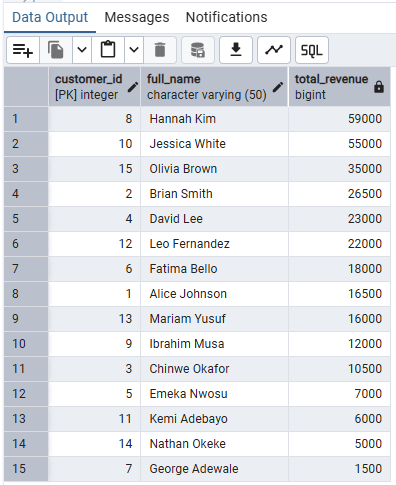 Data Output Messages Notifications
SQL
customer_id full_name total_revenue
[PK] integer character varying (50) bigint
1 8 Hannah Kim 59000
2 10 Jessica White 55000
3 15 Olivia Brown 35000
4 2 Brian Smith 26500
5 4 David Lee 23000
6 12 Leo Fernandez 22000
7 6 Fatima Bello 18000
8 1 Alice Johnson 16500
9 13 Mariam Yusuf 16000
10 9 Ibrahim Musa 12000
11 3 Chinwe Okafor 10500
12 5 Emeka Nwosu 7000
13 11 Kemi Adebayo 6000
14 14 Nathan Okeke 5000
15 7 George Adewale 1500